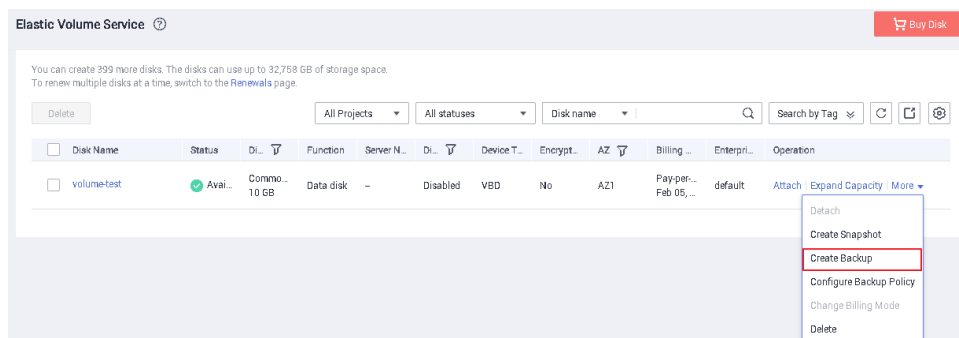 Elastic Volume Service
Buy Disk
You can create 399 more disks. The disks can use up to 32,758 GB of storage space.
To renew multiple disks at a time, switch to the Renewals page.
Delete
All Projects
All statuses
Disk name
Search by Tag
Disk Name Status Di... Function Server N... Di... Device T... Encrypt... AZ Billing ... Enterpri... Operation
volume-test Avai... Commo... 10 GB Data disk – Disabled VBD No AZ1 Pay-per-... Feb 05, ... default Attach Expand Capacity More
Detach
Create Snapshot
Create Backup
Configure Backup Policy
Change Billing Mode
Delete